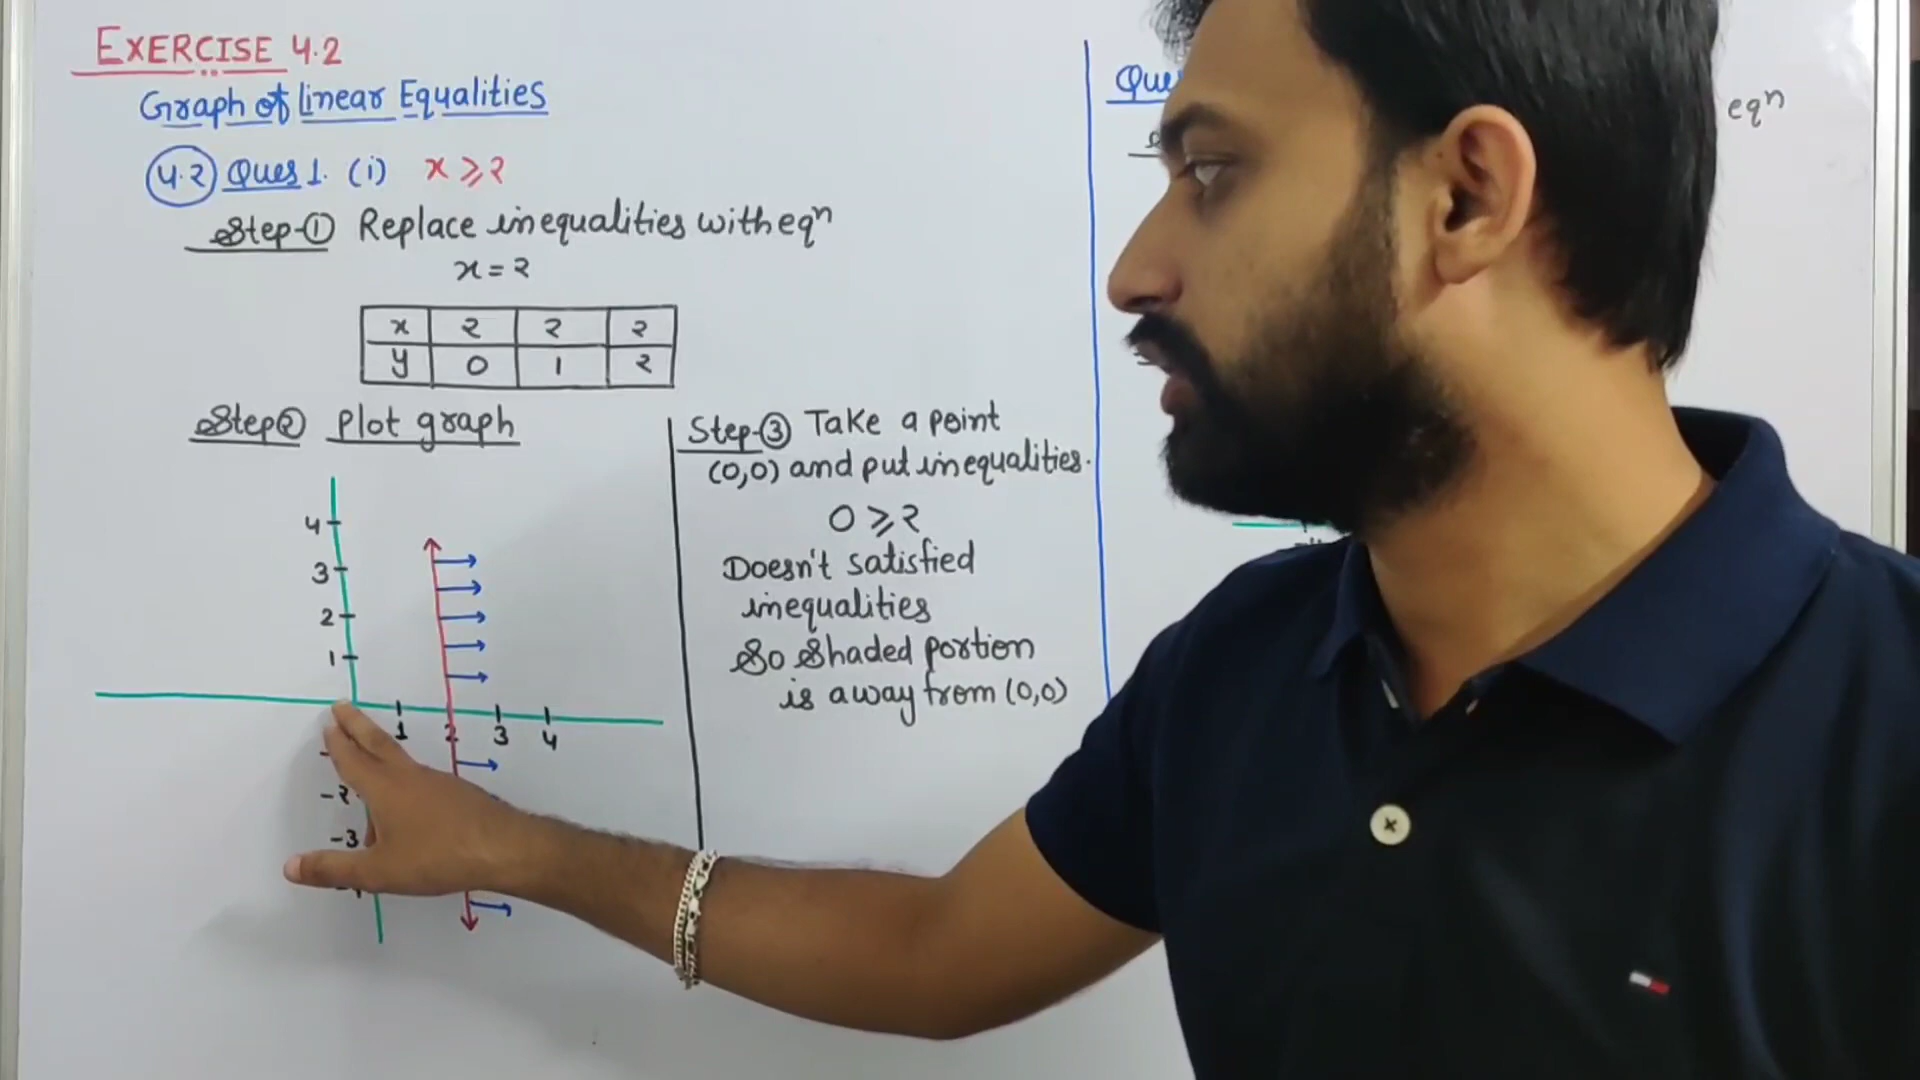 EXERCISE 4.2
Graph of Linear Equalities
4.2 Ques 1. (i) x ⩾ 2
Step-① Replace inequalities with eqⁿ
x = 2
x 2 2 2
y 0 1 2
Step② Plot graph
4
3
2
1
1 2 3 4
-2
-3
Step-③ Take a point
(0,0) and put inequalities.
0 ⩾ 2
Doesn't satisfied
inequalities
So Shaded portion
is away from (0,0)
eqⁿ